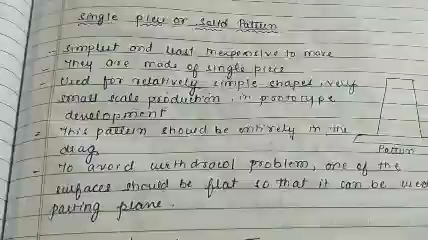 single piece or Solid Pattern
- simplest and least inexpensive to make
They are made of single piece
- Used for relatively simple shapes, very
small scale production, in prototype
development
- This pattern should be entirely in the
drag
- To avoid withdrawal problem, one of the
surfaces should be flat so that it can be used
parting plane.
Pattern